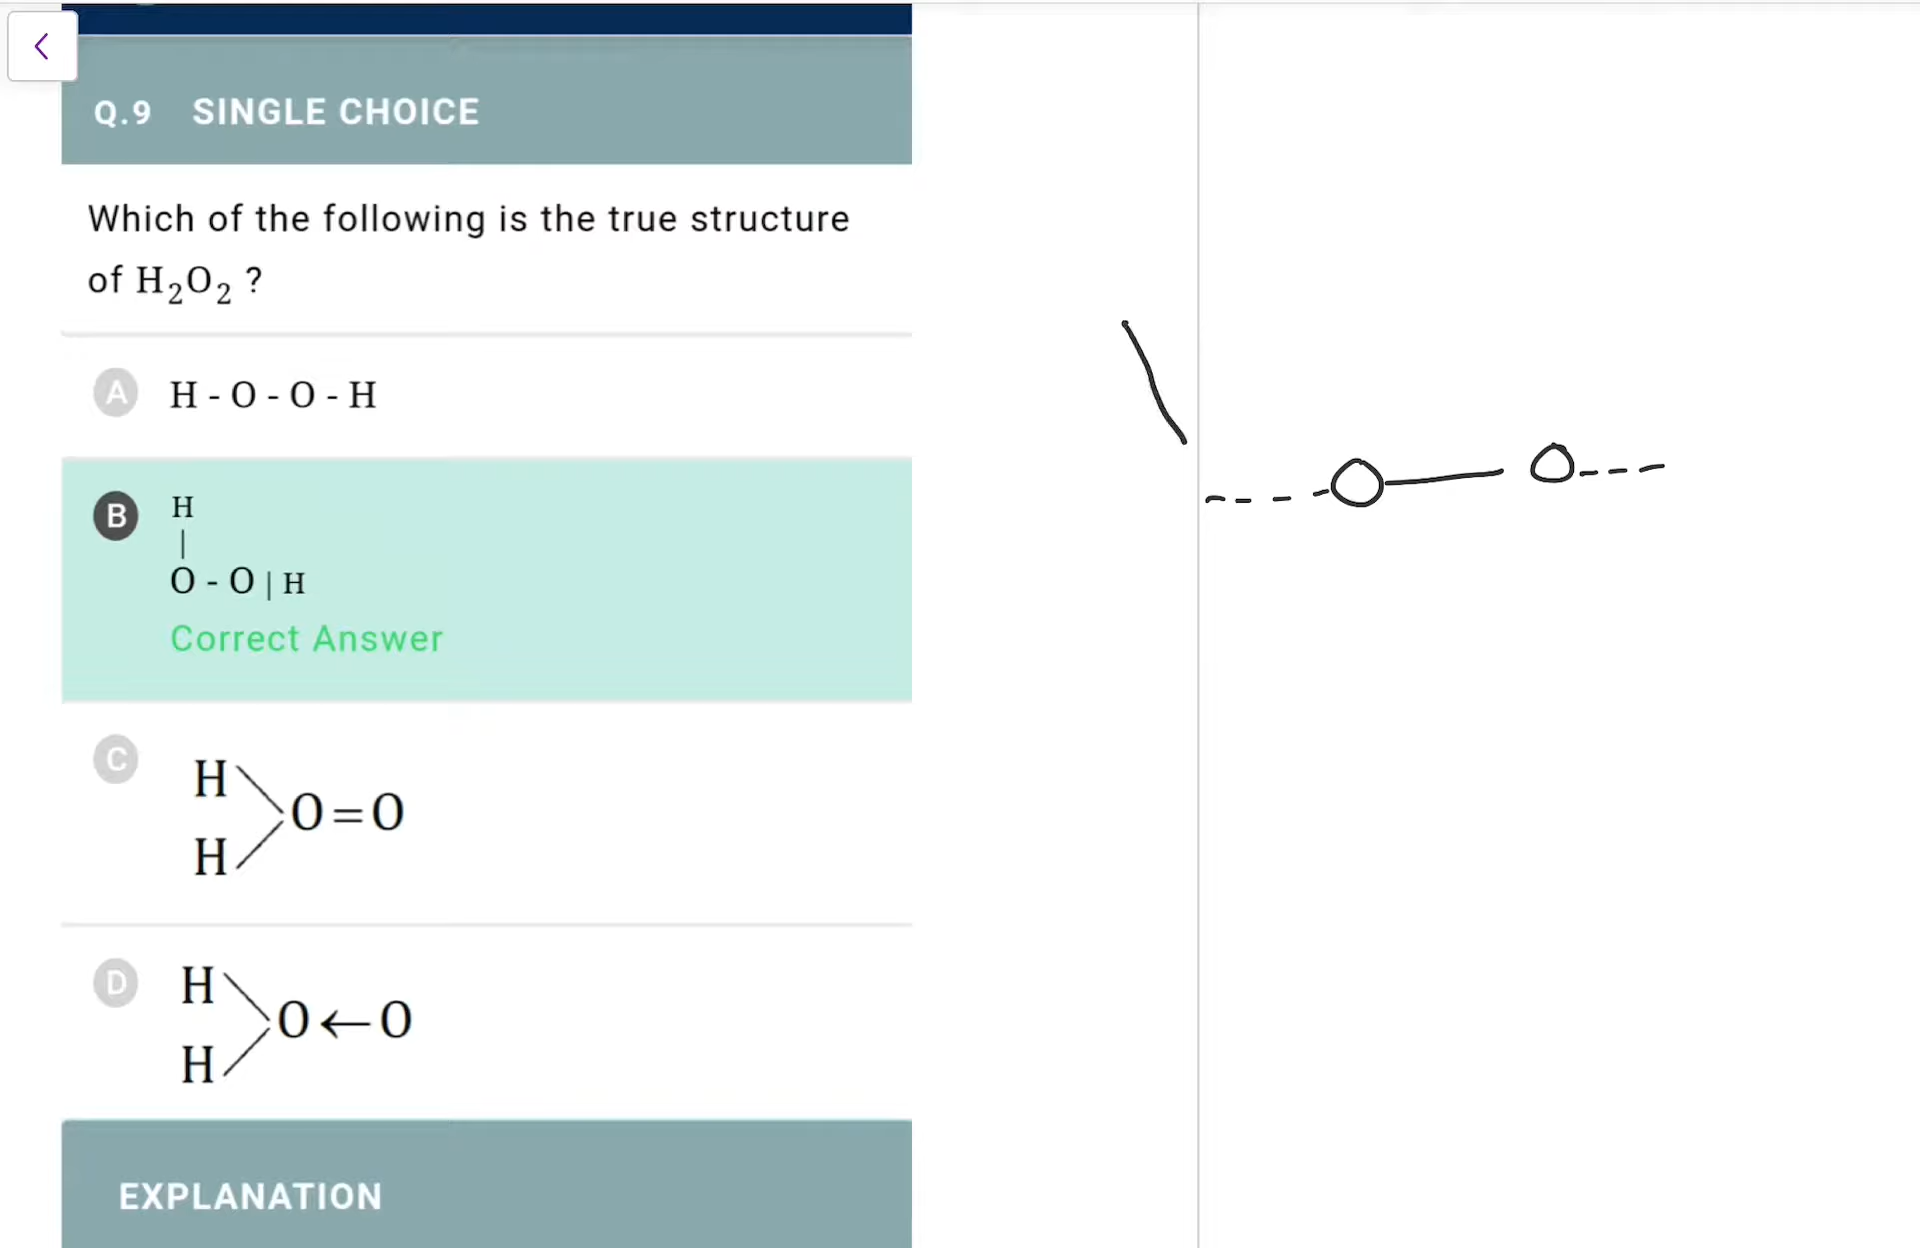 Q.9 SINGLE CHOICE
Which of the following is the true structure
of H₂O₂ ?
A H - O - O - H
B H
|
O - O | H
Correct Answer
C H
O=O
H
D H
O←O
H
EXPLANATION
O — O